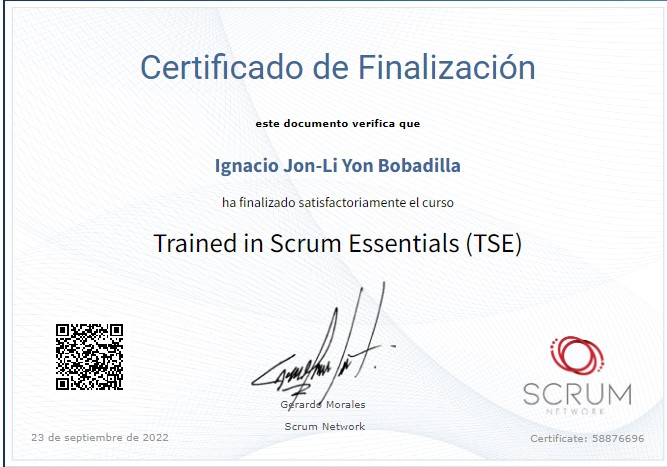 Certificado de Finalización
este documento verifica que
Ignacio Jon-Li Yon Bobadilla
ha finalizado satisfactoriamente el curso
Trained in Scrum Essentials (TSE)
Gerardo Morales
Scrum Network
SCRUM
NETWORK
23 de septiembre de 2022
Certificate: 58876696